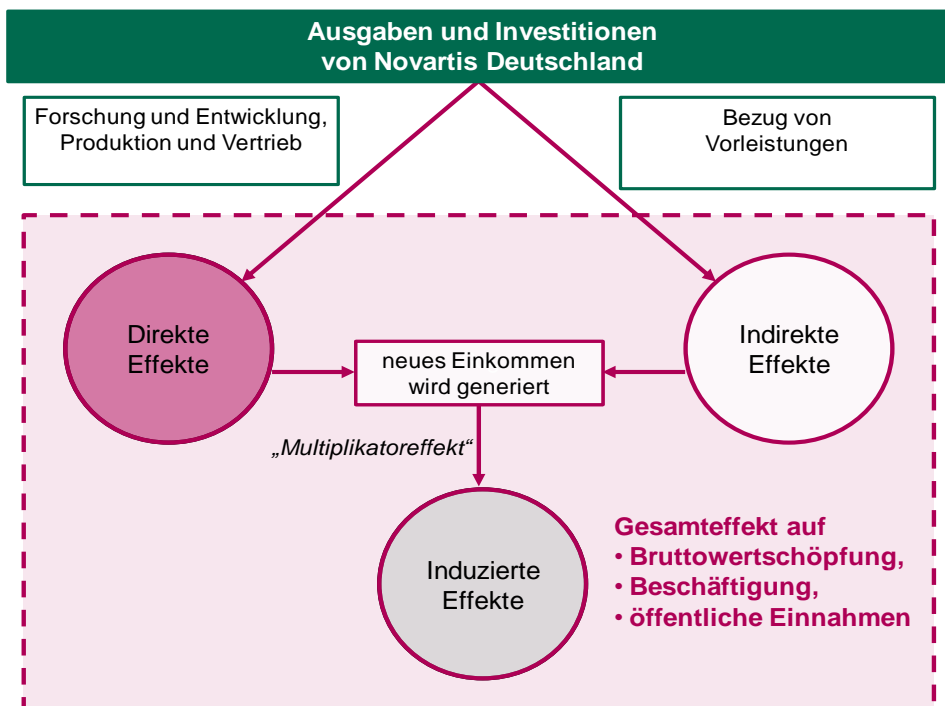 Ausgaben und Investitionen
von Novartis Deutschland
Forschung und Entwicklung,
Produktion und Vertrieb
Bezug von
Vorleistungen
Direkte
Effekte
neues Einkommen
wird generiert
Indirekte
Effekte
„Multiplikatoreffekt“
Induzierte
Effekte
Gesamteffekt auf
• Bruttowertschöpfung,
• Beschäftigung,
• öffentliche Einnahmen